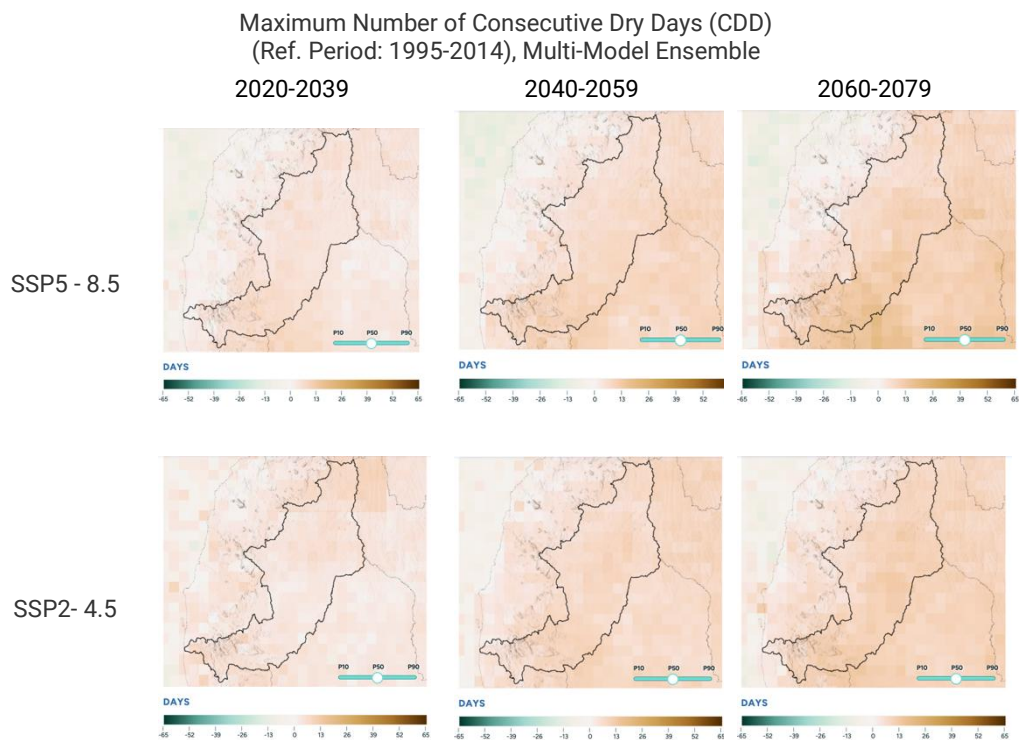 Maximum Number of Consecutive Dry Days (CDD)
(Ref. Period: 1995-2014), Multi-Model Ensemble
2020-2039 2040-2059 2060-2079
SSP5 - 8.5
P10 P50 P90 P10 P50 P90 P10 P50 P90
DAYS DAYS DAYS
-65 -52 -39 -26 -13 0 13 26 39 52 65 -65 -52 -39 -26 -13 0 13 26 39 52 -65 -52 -39 -26 -13 0 13 26 39 52 65
SSP2- 4.5
P10 P50 P90 P10 P50 P90 P10 P50 P90
DAYS DAYS DAYS
-65 -52 -39 -26 -13 0 13 26 39 52 65 -65 -52 -39 -26 -13 0 13 26 39 52 65 -65 -52 -39 -26 -13 0 13 26 39 52 65